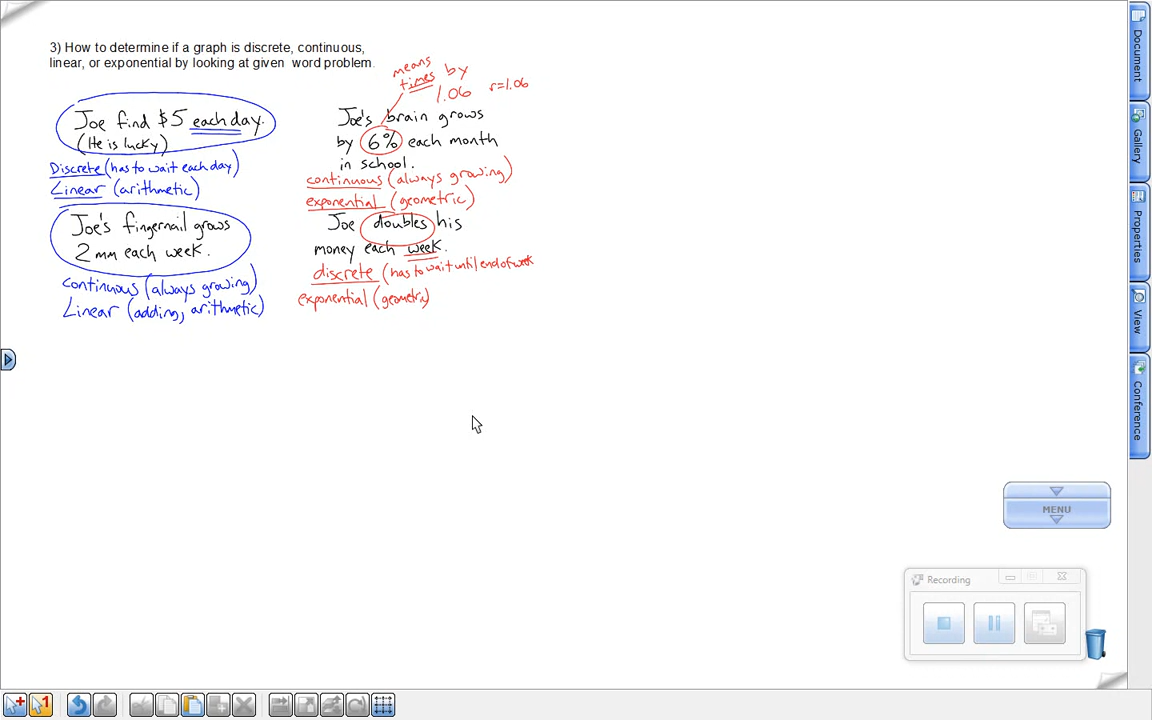 3) How to determine if a graph is discrete, continuous,
linear, or exponential by looking at given word problem.
Joe find $5 each day.
(He is lucky)
Discrete (has to wait each day)
Linear (arithmetic)
Joe's fingernail grows
2 mm each week.
continuous (always growing)
Linear (adding, arithmetic)
means
times by
1.06
r=1.06
Joe's brain grows
by 6% each month
in school.
continuous (always growing)
exponential (geometric)
Joe doubles his
money each week.
discrete (has to wait until end of week
exponential (geometric)
Document
Gallery
Properties
View
Conference
MENU
Recording
1